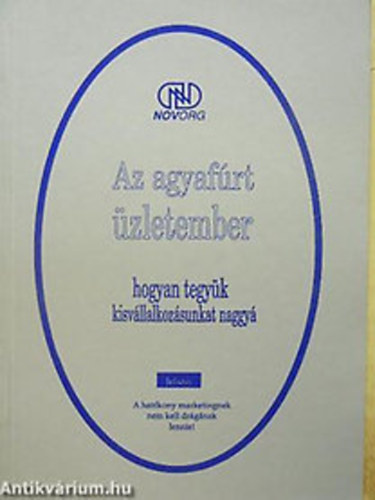 NOVORG
Az agyafúrt
üzletember
hogyan tegyük
kisvállalkozásunkat naggyá
A hatékony marketingnek
nem kell drágának
lennie!
Antikvárium.hu